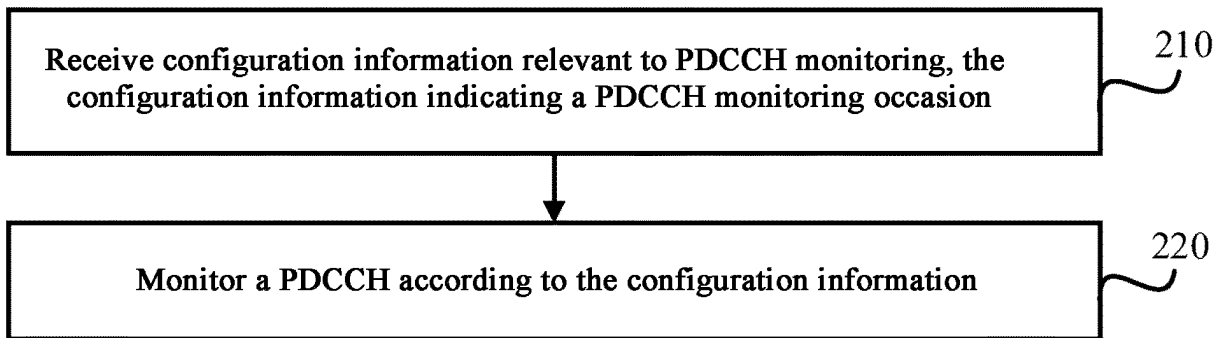 Receive configuration information relevant to PDCCH monitoring, the
configuration information indicating a PDCCH monitoring occasion
210
Monitor a PDCCH according to the configuration information
220